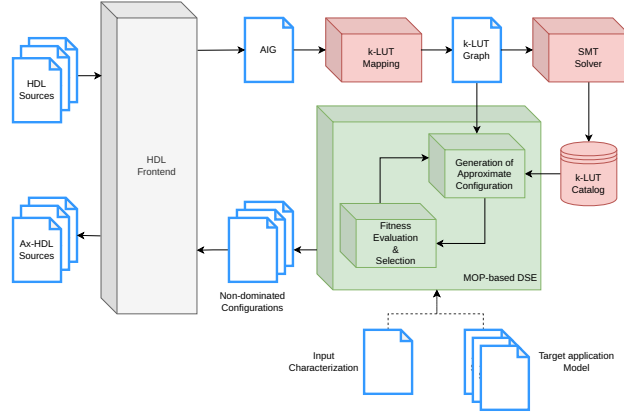 HDL
Sources
HDL
Frontend
AIG
k-LUT
Mapping
k-LUT
Graph
SMT
Solver
k-LUT
Catalog
Generation of
Approximate
Configuration
Fitness
Evaluation
&
Selection
MOP-based DSE
Ax-HDL
Sources
Non-dominated
Configurations
Input
Characterization
Target application
Model